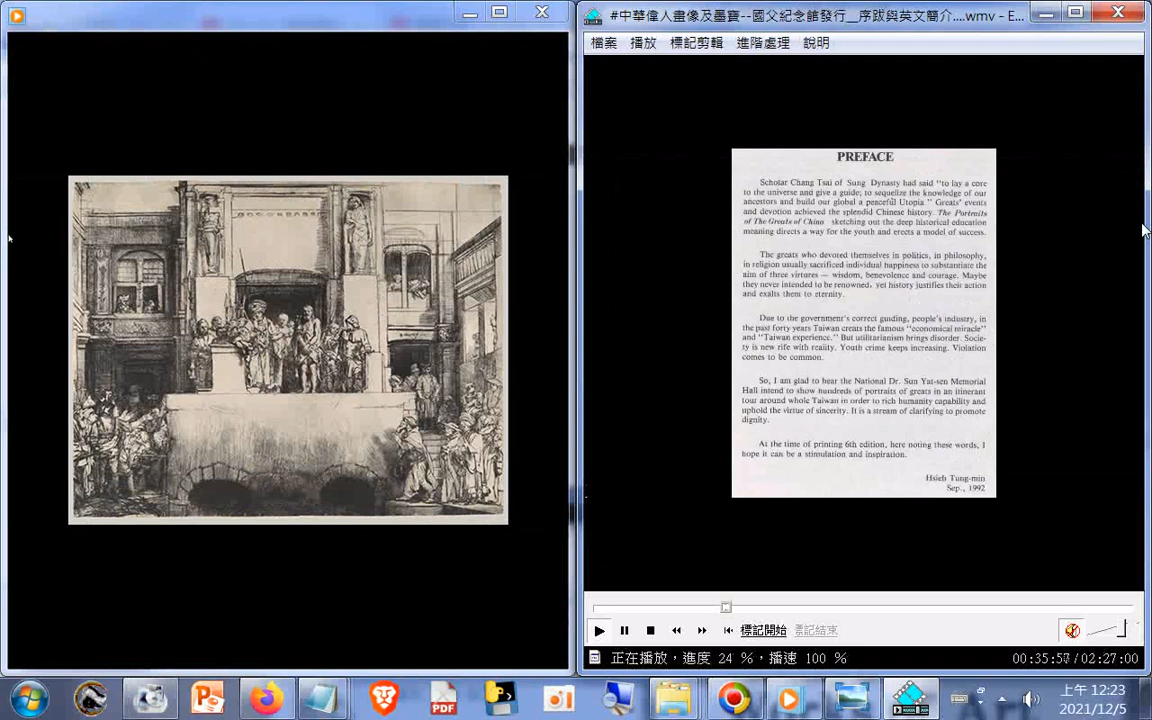 #中華偉人畫像及墨寶--國父紀念館發行__序跋與英文簡介....wmv - E...
檔案 播放 標記剪輯 進階處理 說明
PREFACE
Scholar Chang Tsai of Sung Dynasty had said "to lay a core
to the universe and give a guide; to sequelize the knowledge of our
ancestors and build our global a peaceful Utopia." Greats' events
and devotion achieved the splendid Chinese history. The Portraits
of The Greats of China sketching out the deep historical education
meaning directs a way for the youth and erects a model of success.
The greats who devoted themselves in politics, in philosophy,
in religion usually sacrificed individual happiness to substantiate the
aim of three virtures — wisdom, benevolence and courage. Maybe
they never intended to be renowned, yet history justifies their action
and exalts them to eternity.
Due to the government's correct guiding, people's industry, in
the past forty years Taiwan creats the famous "economical miracle"
and "Taiwan experience." But utilitarianism brings disorder. Socie-
ty is new rife with reality. Youth crime keeps increasing. Violation
comes to be common.
So, I am glad to hear the National Dr. Sun Yat-sen Memorial
Hall intend to show hundreds of portraits of greats in an itinerant
tour around whole Taiwan in order to rich humanity capability and
uphold the virtue of sincerity. It is a stream of clarifying to promote
dignity.
At the time of printing 6th edition, here noting these words, I
hope it can be a stimulation and inspiration.
Hsieh Tung-min
Sep., 1992
標記開始 標記結束
正在播放，進度 24 %，播速 100 %
00:35:57 / 02:27:00
PDF
上午 12:23
2021/12/5